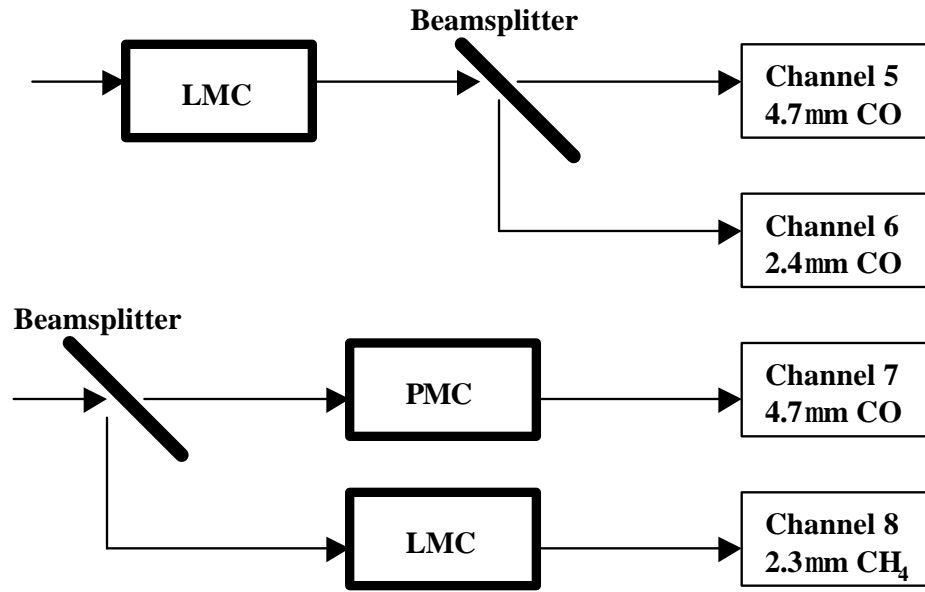 Beamsplitter
LMC
Channel 5
4.7mm CO
Channel 6
2.4mm CO
Beamsplitter
PMC
Channel 7
4.7mm CO
LMC
Channel 8
2.3mm CH₄